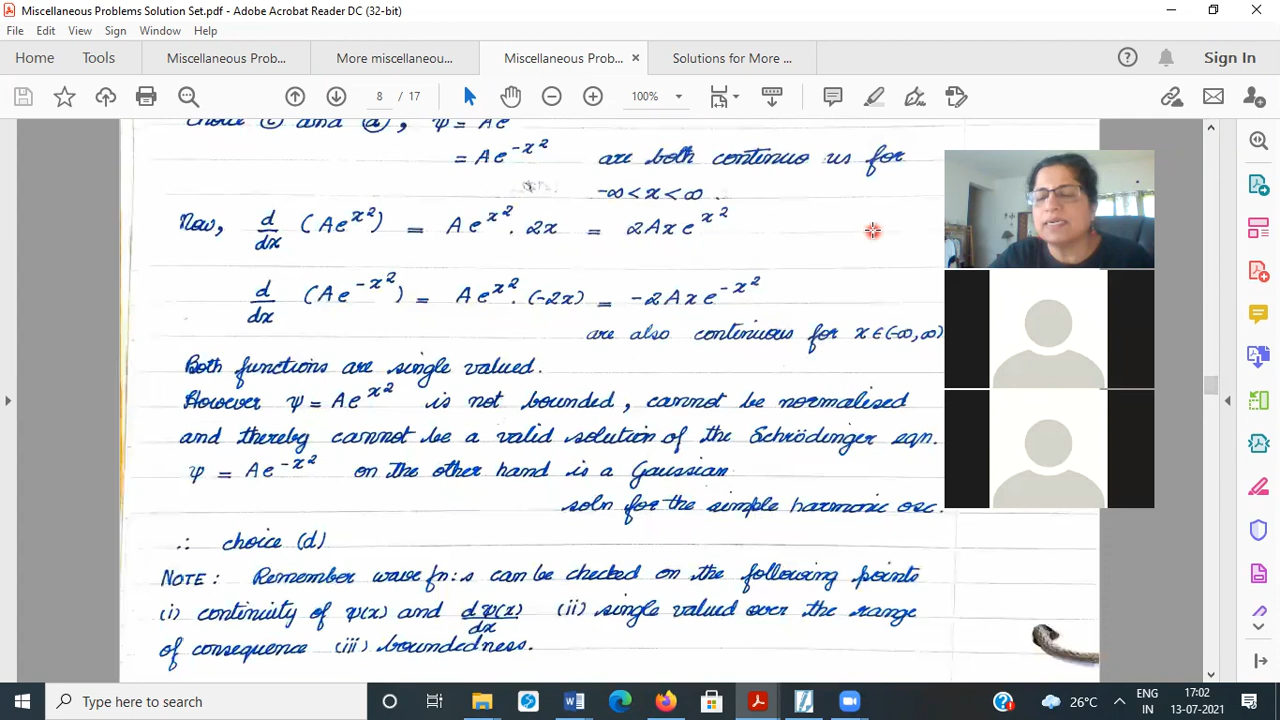 Miscellaneous Problems Solution Set.pdf - Adobe Acrobat Reader DC (32-bit)
File Edit View Sign Window Help
Home Tools Miscellaneous Prob... More miscellannou... Miscellaneous Prob... × Solutions for More ... Sign In
8 / 17 100%
choice (c) and (d), ψ = Ae
= Ae^{-x^2} are both continuo us for
-∞ < x < ∞ .
Now, d/dx (Ae^{x^2}) = Ae^{x^2} . 2x = 2Axe^{x^2}
d/dx (Ae^{-x^2}) = Ae^{x^2} . (-2x) = -2Axe^{-x^2}
are also continuous for x ∈ (-∞, ∞)
Both functions are single valued.
However ψ = Ae^{x^2} is not bounded, cannot be normalised
and thereby cannot be a valid solution of the Schrödinger eqn.
ψ = Ae^{-x^2} on the other hand is a Gaussian
soln for the simple harmonic osc.
∴ choice (d)
NOTE: Remember wave fn:s can be checked on the following points
(i) continuity of ψ(x) and dψ(x)/dx (ii) single valued over the range
of consequence (iii) boundedness.
Type here to search
26°C ENG IN 17:02 13-07-2021